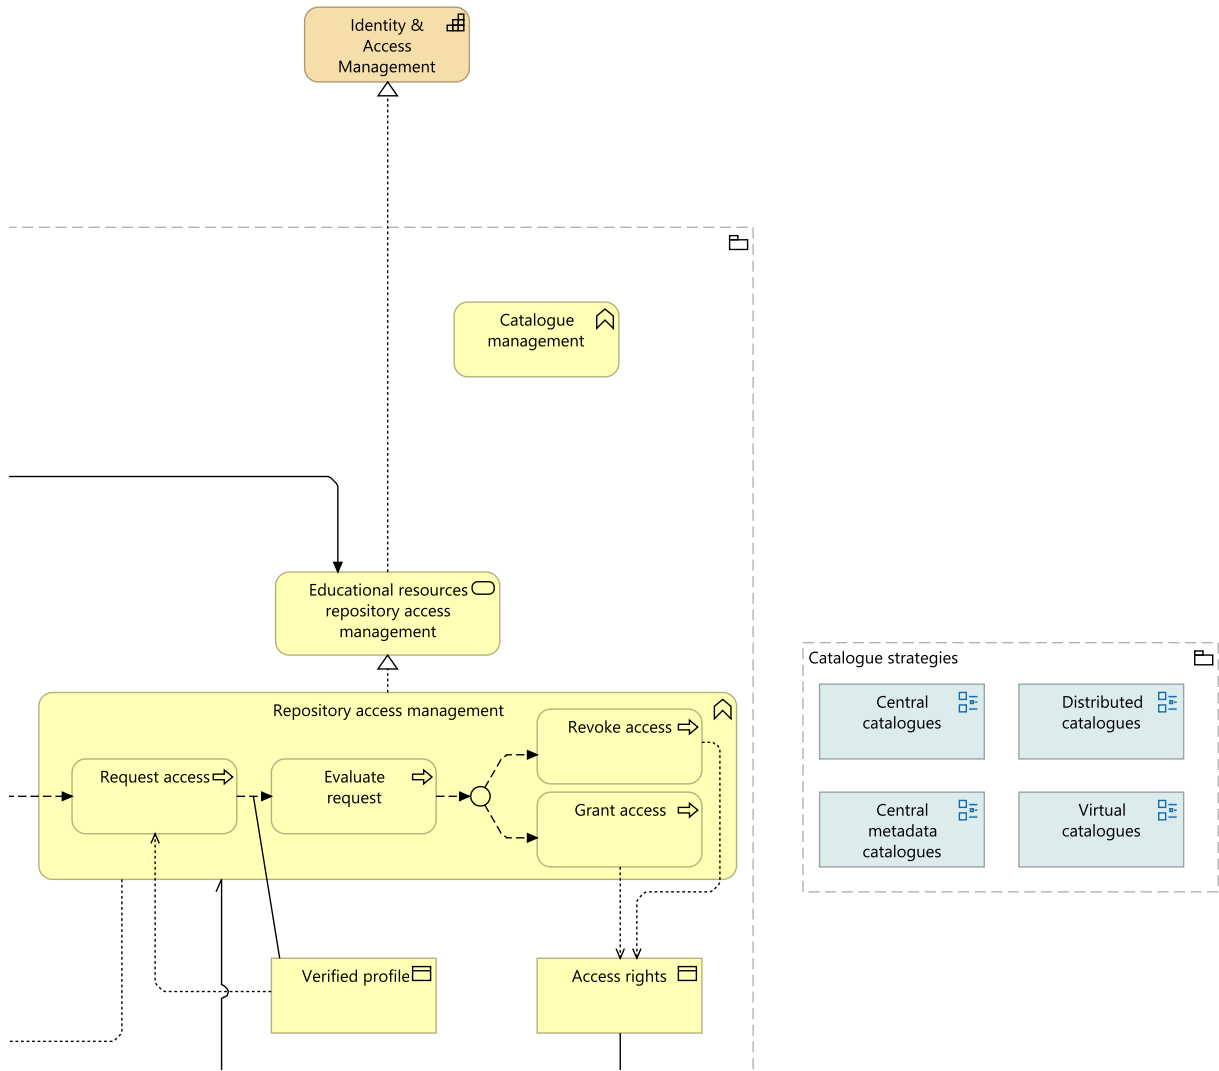 Identity &
Access
Management
Catalogue
management
Educational resources
repository access
management
Repository access management
Request access
Evaluate
request
Revoke access
Grant access
Verified profile
Access rights
Catalogue strategies
Central
catalogues
Distributed
catalogues
Central
metadata
catalogues
Virtual
catalogues